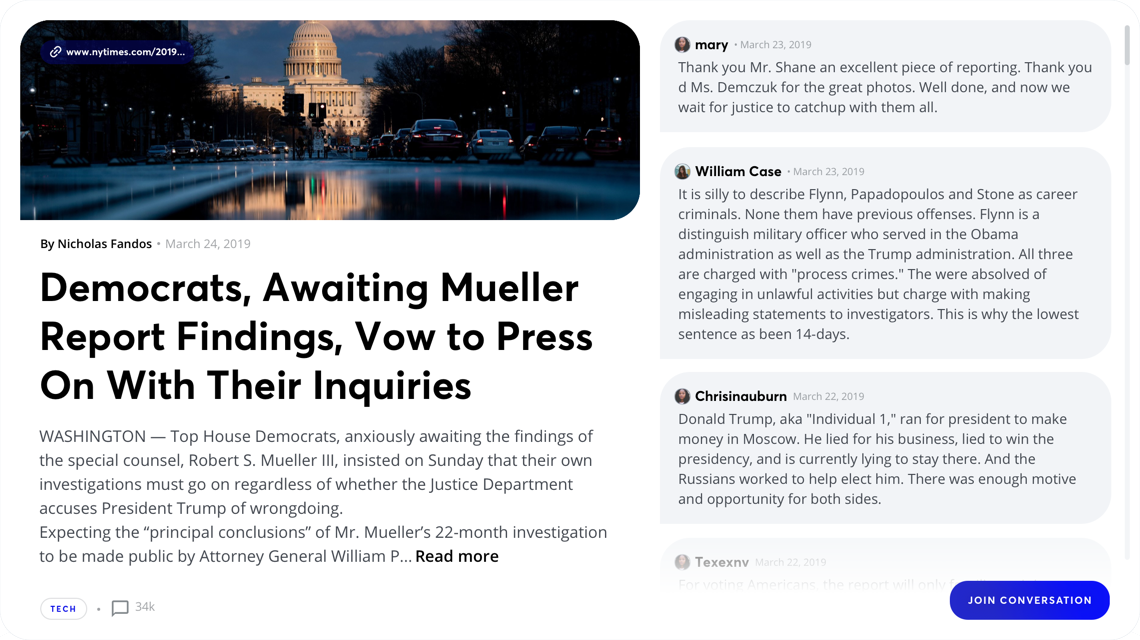 www.nytimes.com/2019...
By Nicholas Fandos • March 24, 2019
Democrats, Awaiting Mueller
Report Findings, Vow to Press
On With Their Inquiries
WASHINGTON — Top House Democrats, anxiously awaiting the findings of
the special counsel, Robert S. Mueller III, insisted on Sunday that their own
investigations must go on regardless of whether the Justice Department
accuses President Trump of wrongdoing.
Expecting the “principal conclusions” of Mr. Mueller’s 22-month investigation
to be made public by Attorney General William P... Read more
TECH • 34k
mary • March 23, 2019
Thank you Mr. Shane an excellent piece of reporting. Thank you
d Ms. Demczuk for the great photos. Well done, and now we
wait for justice to catchup with them all.
William Case • March 23, 2019
It is silly to describe Flynn, Papadopoulos and Stone as career
criminals. None them have previous offenses. Flynn is a
distinguish military officer who served in the Obama
administration as well as the Trump administration. All three
are charged with "process crimes." The were absolved of
engaging in unlawful activities but charge with making
misleading statements to investigators. This is why the lowest
sentence as been 14-days.
Chrisinauburn March 22, 2019
Donald Trump, aka "Individual 1," ran for president to make
money in Moscow. He lied for his business, lied to win the
presidency, and is currently lying to stay there. And the
Russians worked to help elect him. There was enough motive
and opportunity for both sides.
Texexnv March 22, 2019
For voting Americans, the report will only
JOIN CONVERSATION